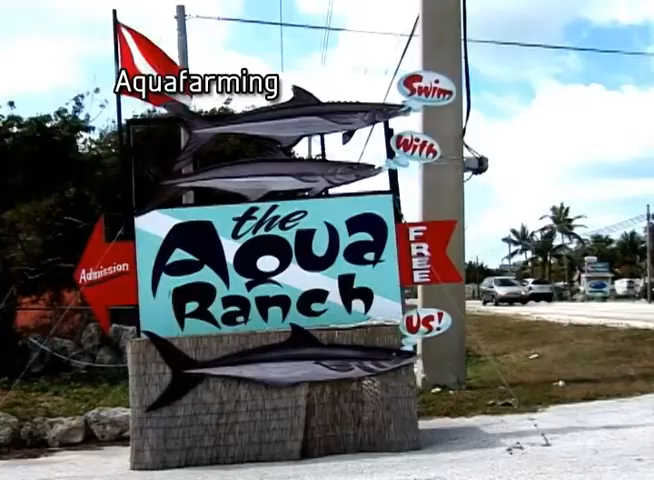 Aquafarming
Swim
With
the
AQUA
Ranch
Admission
FREE
US!